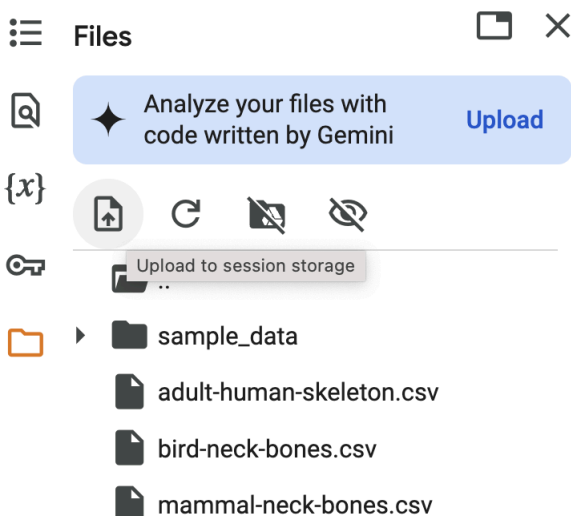 Files
Analyze your files with
code written by Gemini
Upload
{x}
Upload to session storage
..
sample_data
adult-human-skeleton.csv
bird-neck-bones.csv
mammal-neck-bones.csv